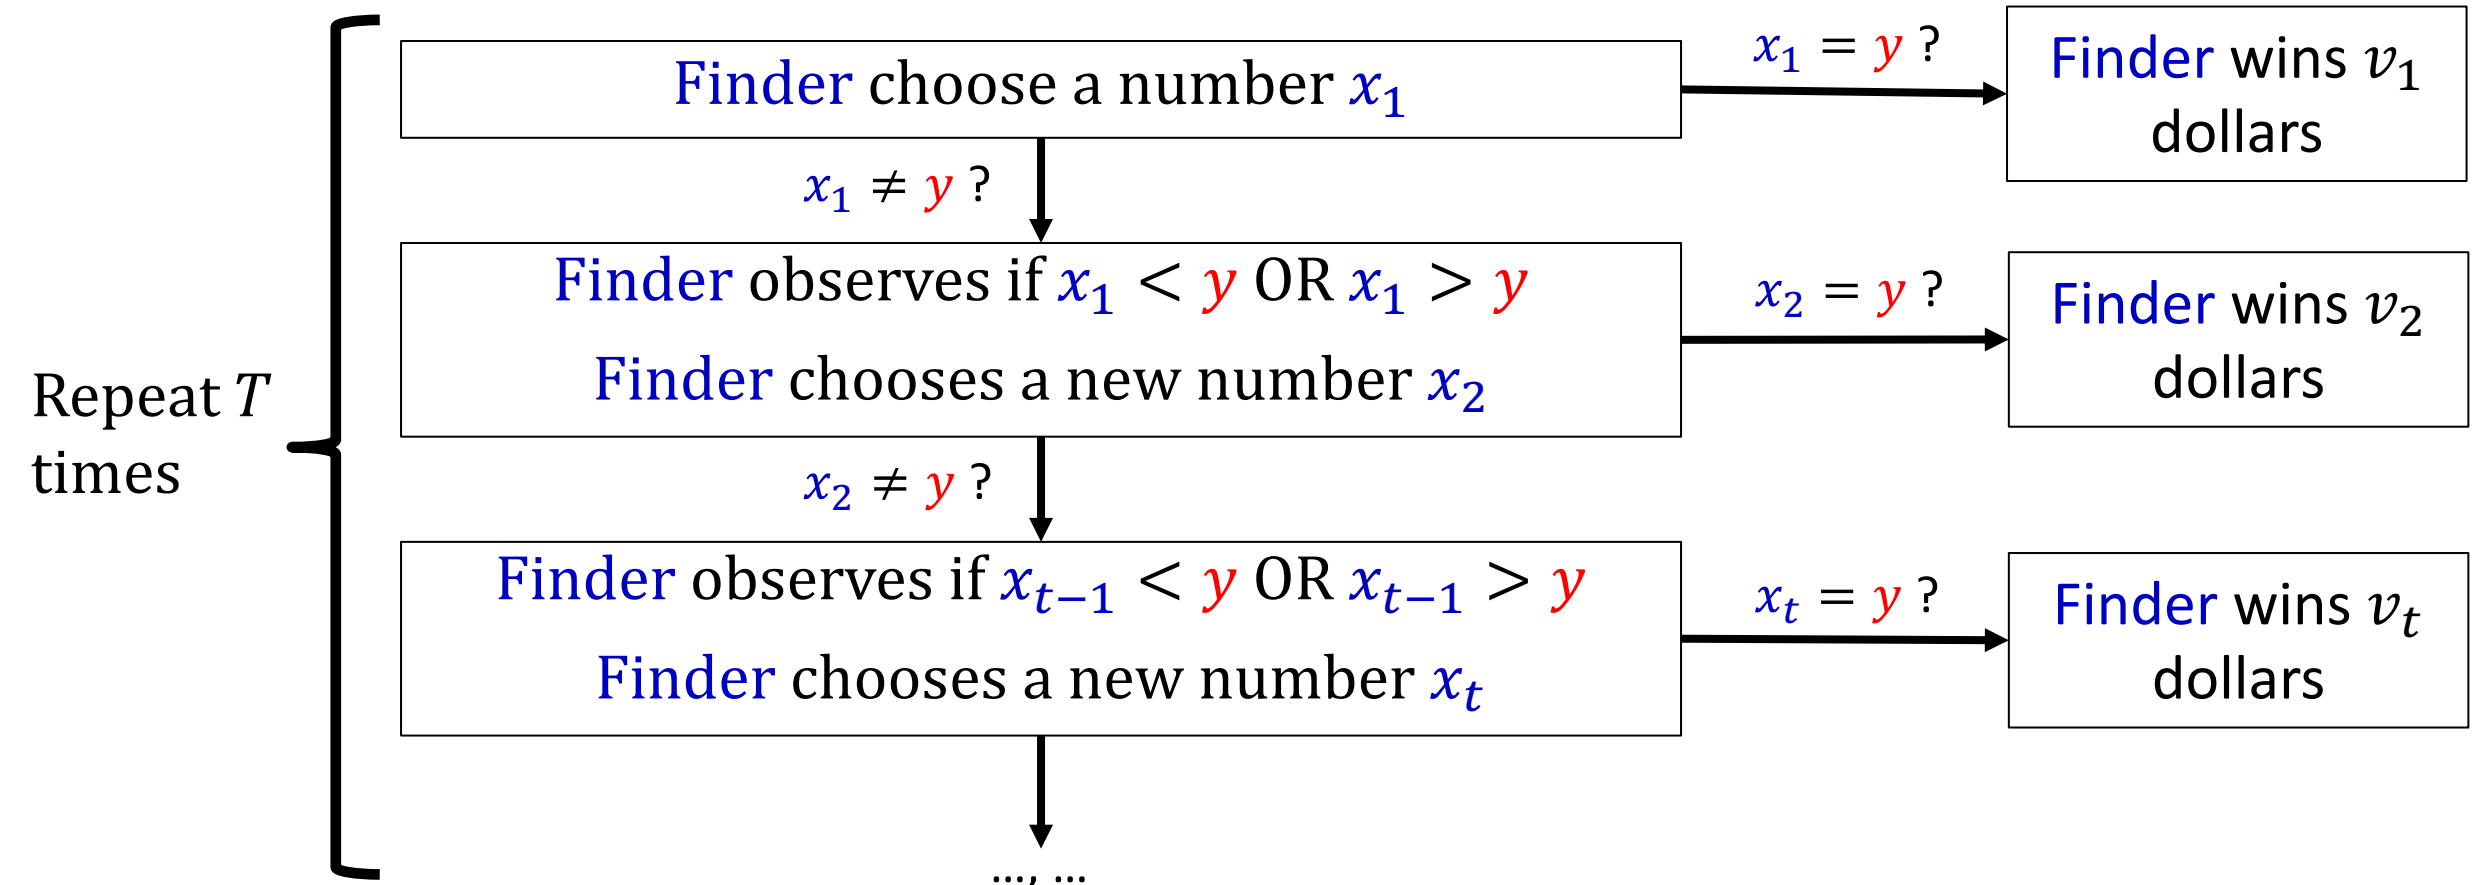 Finder choose a number x₁
x₁ = y ?
Finder wins v₁
dollars
x₁ ≠ y ?
Finder observes if x₁ < y OR x₁ > y
Finder chooses a new number x₂
x₂ = y ?
Finder wins v₂
dollars
Repeat T
times
x₂ ≠ y ?
Finder observes if xₜ₋₁ < y OR xₜ₋₁ > y
Finder chooses a new number xₜ
xₜ = y ?
Finder wins vₜ
dollars
..., ...